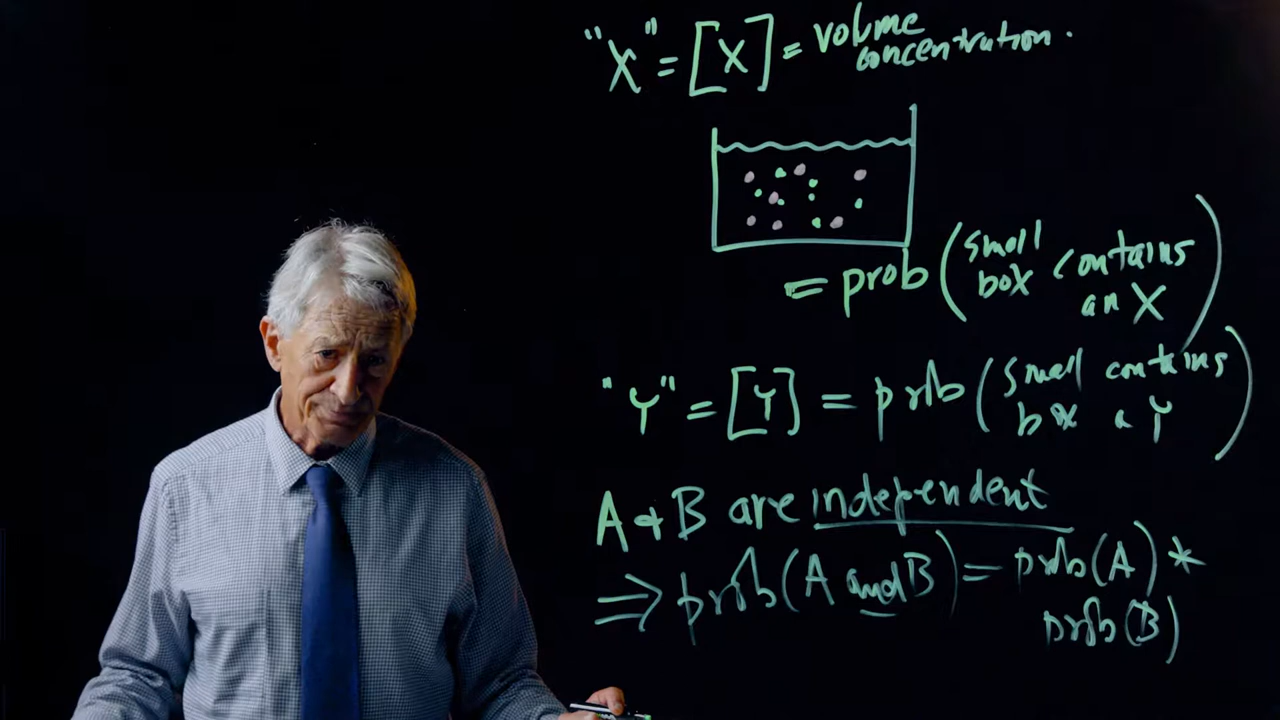 "X" = [X] = volume concentration.
= prob (small box contains an X)
"Y" = [Y] = prob (small box contains a Y)
A & B are independent
⇒ prob(A and B) = prob(A) *
prob(B)